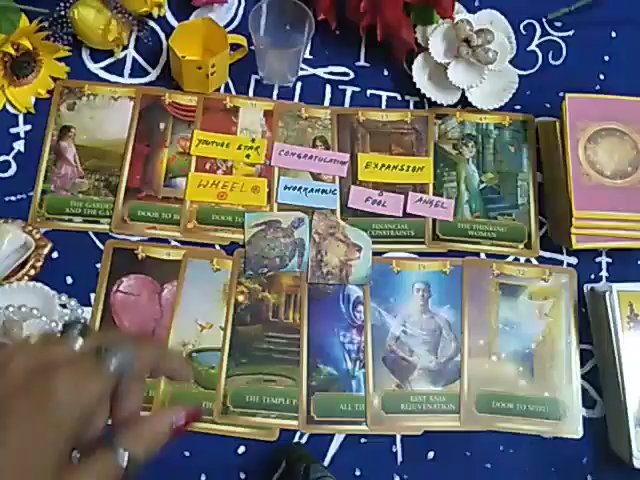 YOUTUBE STAR
CONGRATULATION
EXPANSION
WHEEL
WORKAHOLIC
FOOL
ANGEL
THE GARDEN
AND THE GATE
DOOR TO
DOOR TO
FINANCIAL
CONSTRAINTS
THE THINKING
WOMAN
THE TEMPLE
ALL
REST AND
REJUVENATION
DOOR TO SPIRIT